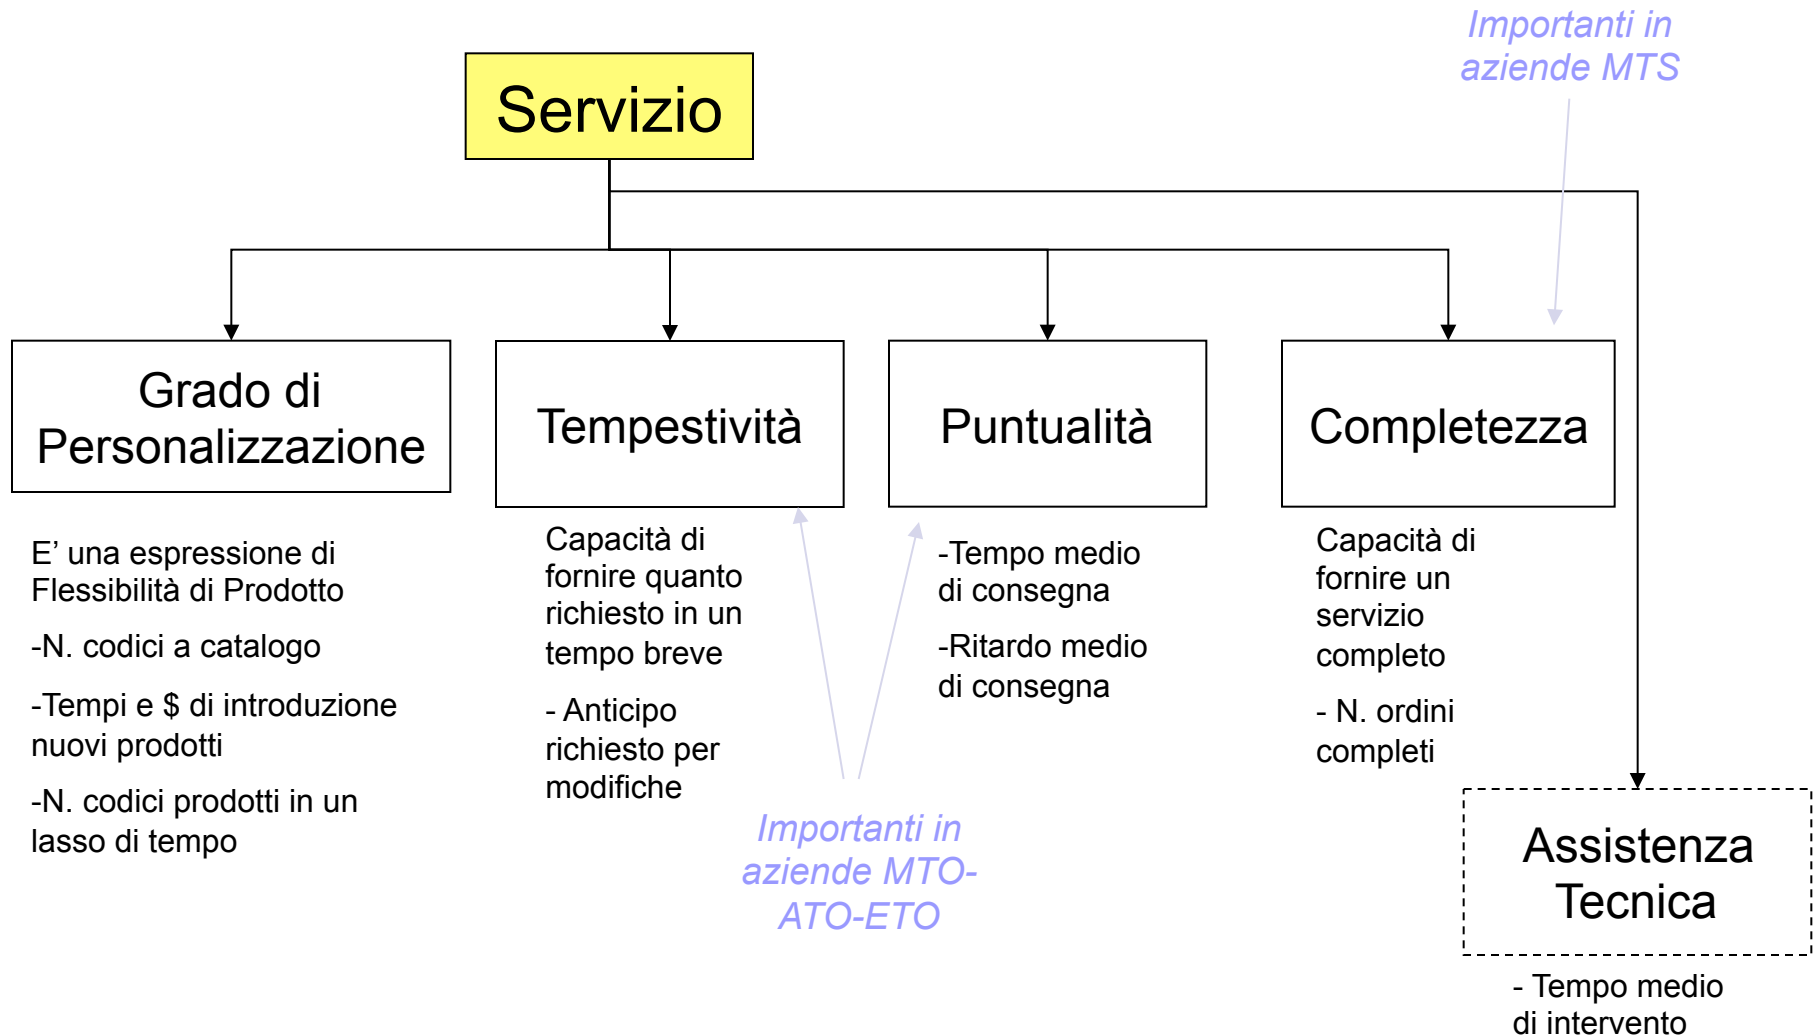 Importanti in
aziende MTS
Servizio
Grado di
Personalizzazione
E’ una espressione di
Flessibilità di Prodotto
-N. codici a catalogo
-Tempi e $ di introduzione
nuovi prodotti
-N. codici prodotti in un
lasso di tempo
Tempestività
Capacità di
fornire quanto
richiesto in un
tempo breve
- Anticipo
richiesto per
modifiche
Puntualità
-Tempo medio
di consegna
-Ritardo medio
di consegna
Importanti in
aziende MTO-
ATO-ETO
Completezza
Capacità di
fornire un
servizio
completo
- N. ordini
completi
Assistenza
Tecnica
- Tempo medio
di intervento